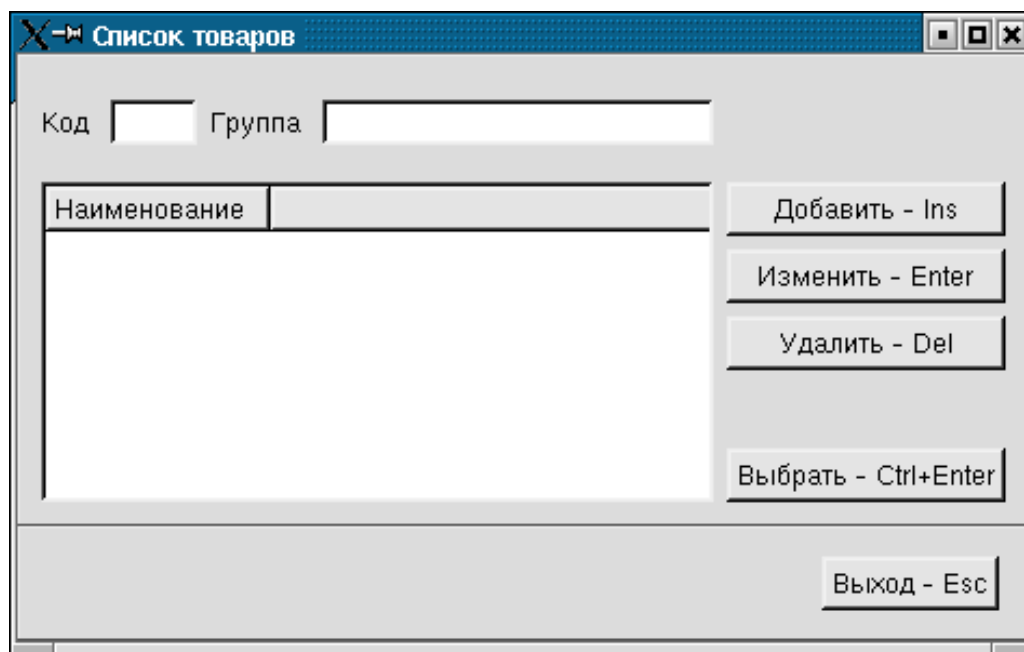 Список товаров
Код Группа
Наименование
Добавить - Ins
Изменить - Enter
Удалить - Del
Выбрать - Ctrl+Enter
Выход - Esc